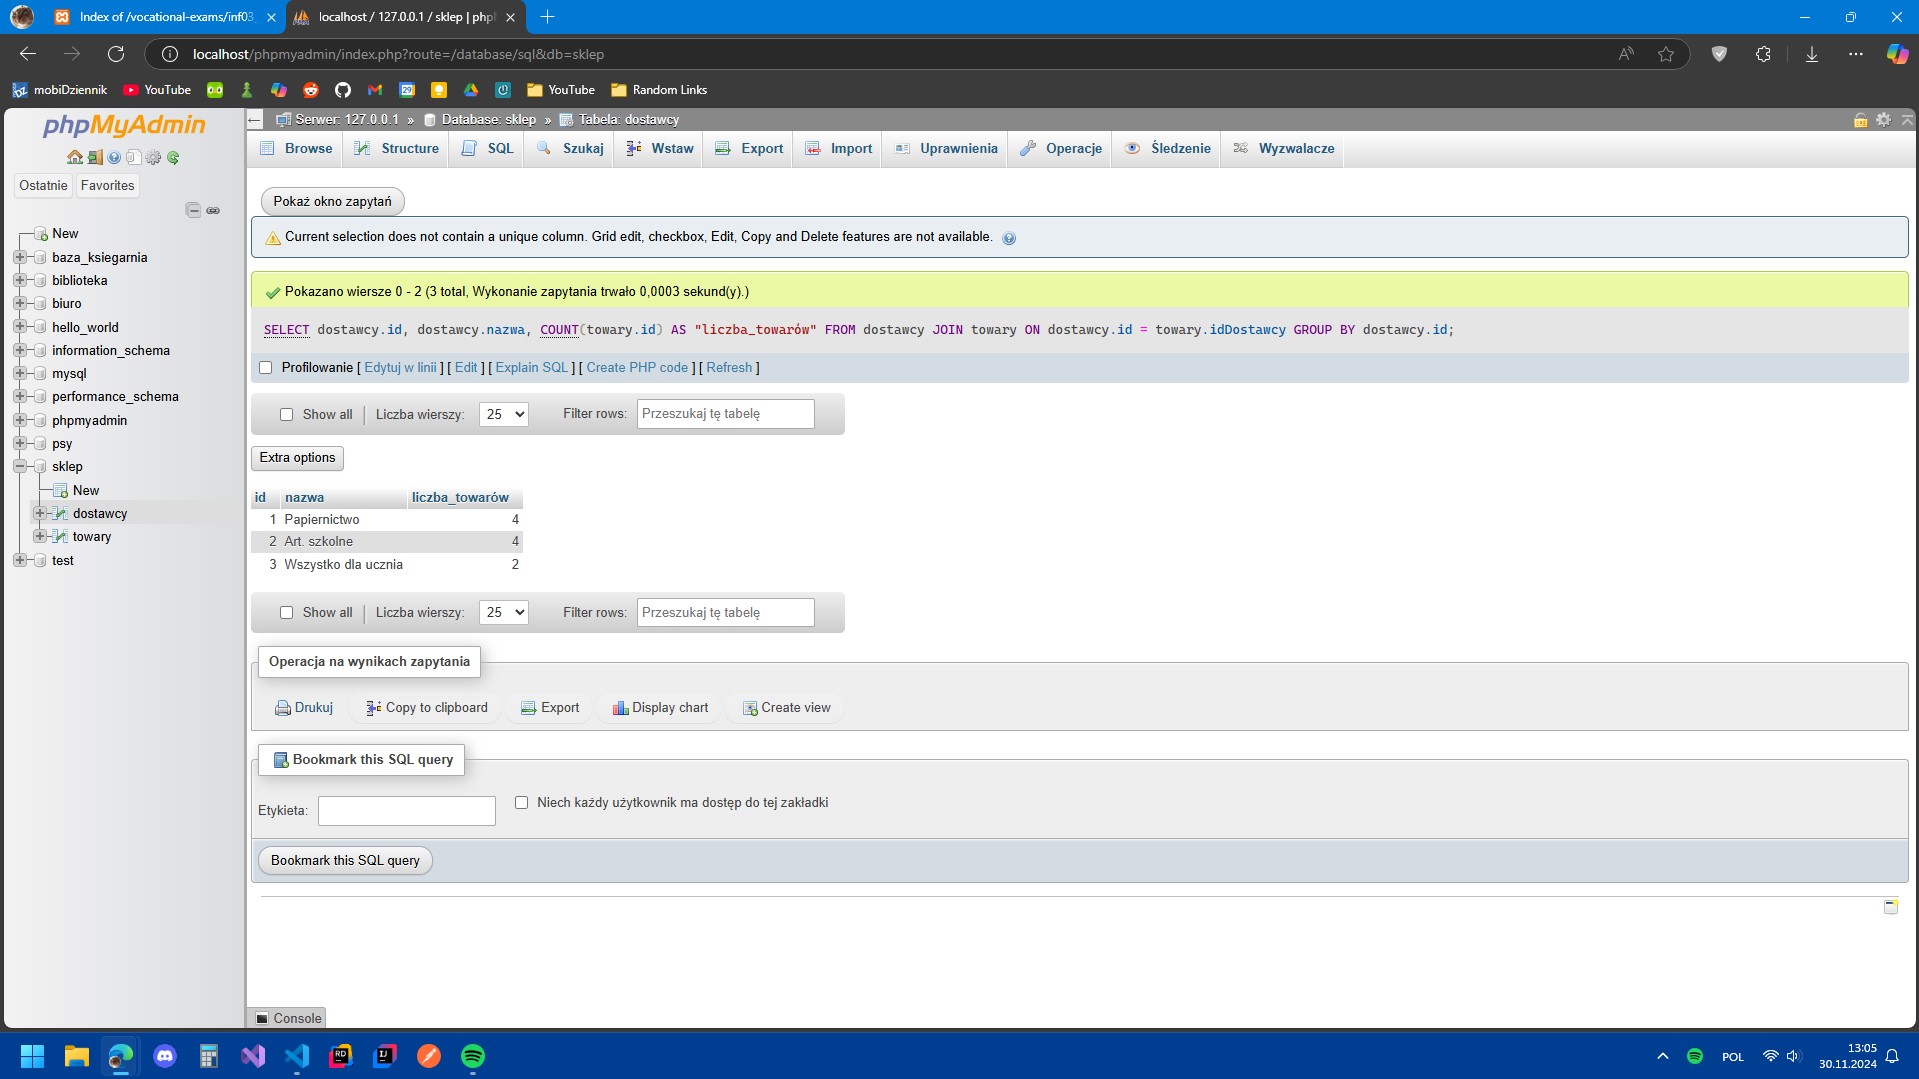 Index of /vocational-exams/inf03_
localhost / 127.0.0.1 / sklep | php
localhost/phpmyadmin/index.php?route=/database/sql&db=sklep
mobiDziennik
YouTube
YouTube
Random Links
phpMyAdmin
Ostatnie
Favorites
New
baza_ksiegarnia
biblioteka
biuro
hello_world
information_schema
mysql
performance_schema
phpmyadmin
psy
sklep
New
dostawcy
towary
test
Serwer: 127.0.0.1 » Database: sklep » Tabela: dostawcy
Browse
Structure
SQL
Szukaj
Wstaw
Export
Import
Uprawnienia
Operacje
Śledzenie
Wyzwalacze
Pokaż okno zapytań
Current selection does not contain a unique column. Grid edit, checkbox, Edit, Copy and Delete features are not available.
Pokazano wiersze 0 - 2 (3 total, Wykonanie zapytania trwało 0,0003 sekund(y).)
SELECT dostawcy.id, dostawcy.nazwa, COUNT(towary.id) AS "liczba_towarów" FROM dostawcy JOIN towary ON dostawcy.id = towary.idDostawcy GROUP BY dostawcy.id;
Profilowanie [ Edytuj w linii ] [ Edit ] [ Explain SQL ] [ Create PHP code ] [ Refresh ]
Show all | Liczba wierszy: 25 Filter rows: Przeszukaj tę tabelę
Extra options
id nazwa liczba_towarów
1 Papiernictwo 4
2 Art. szkolne 4
3 Wszystko dla ucznia 2
Show all | Liczba wierszy: 25 Filter rows: Przeszukaj tę tabelę
Operacja na wynikach zapytania
Drukuj
Copy to clipboard
Export
Display chart
Create view
Bookmark this SQL query
Etykieta:
Niech każdy użytkownik ma dostęp do tej zakładki
Bookmark this SQL query
Console
POL
13:05
30.11.2024